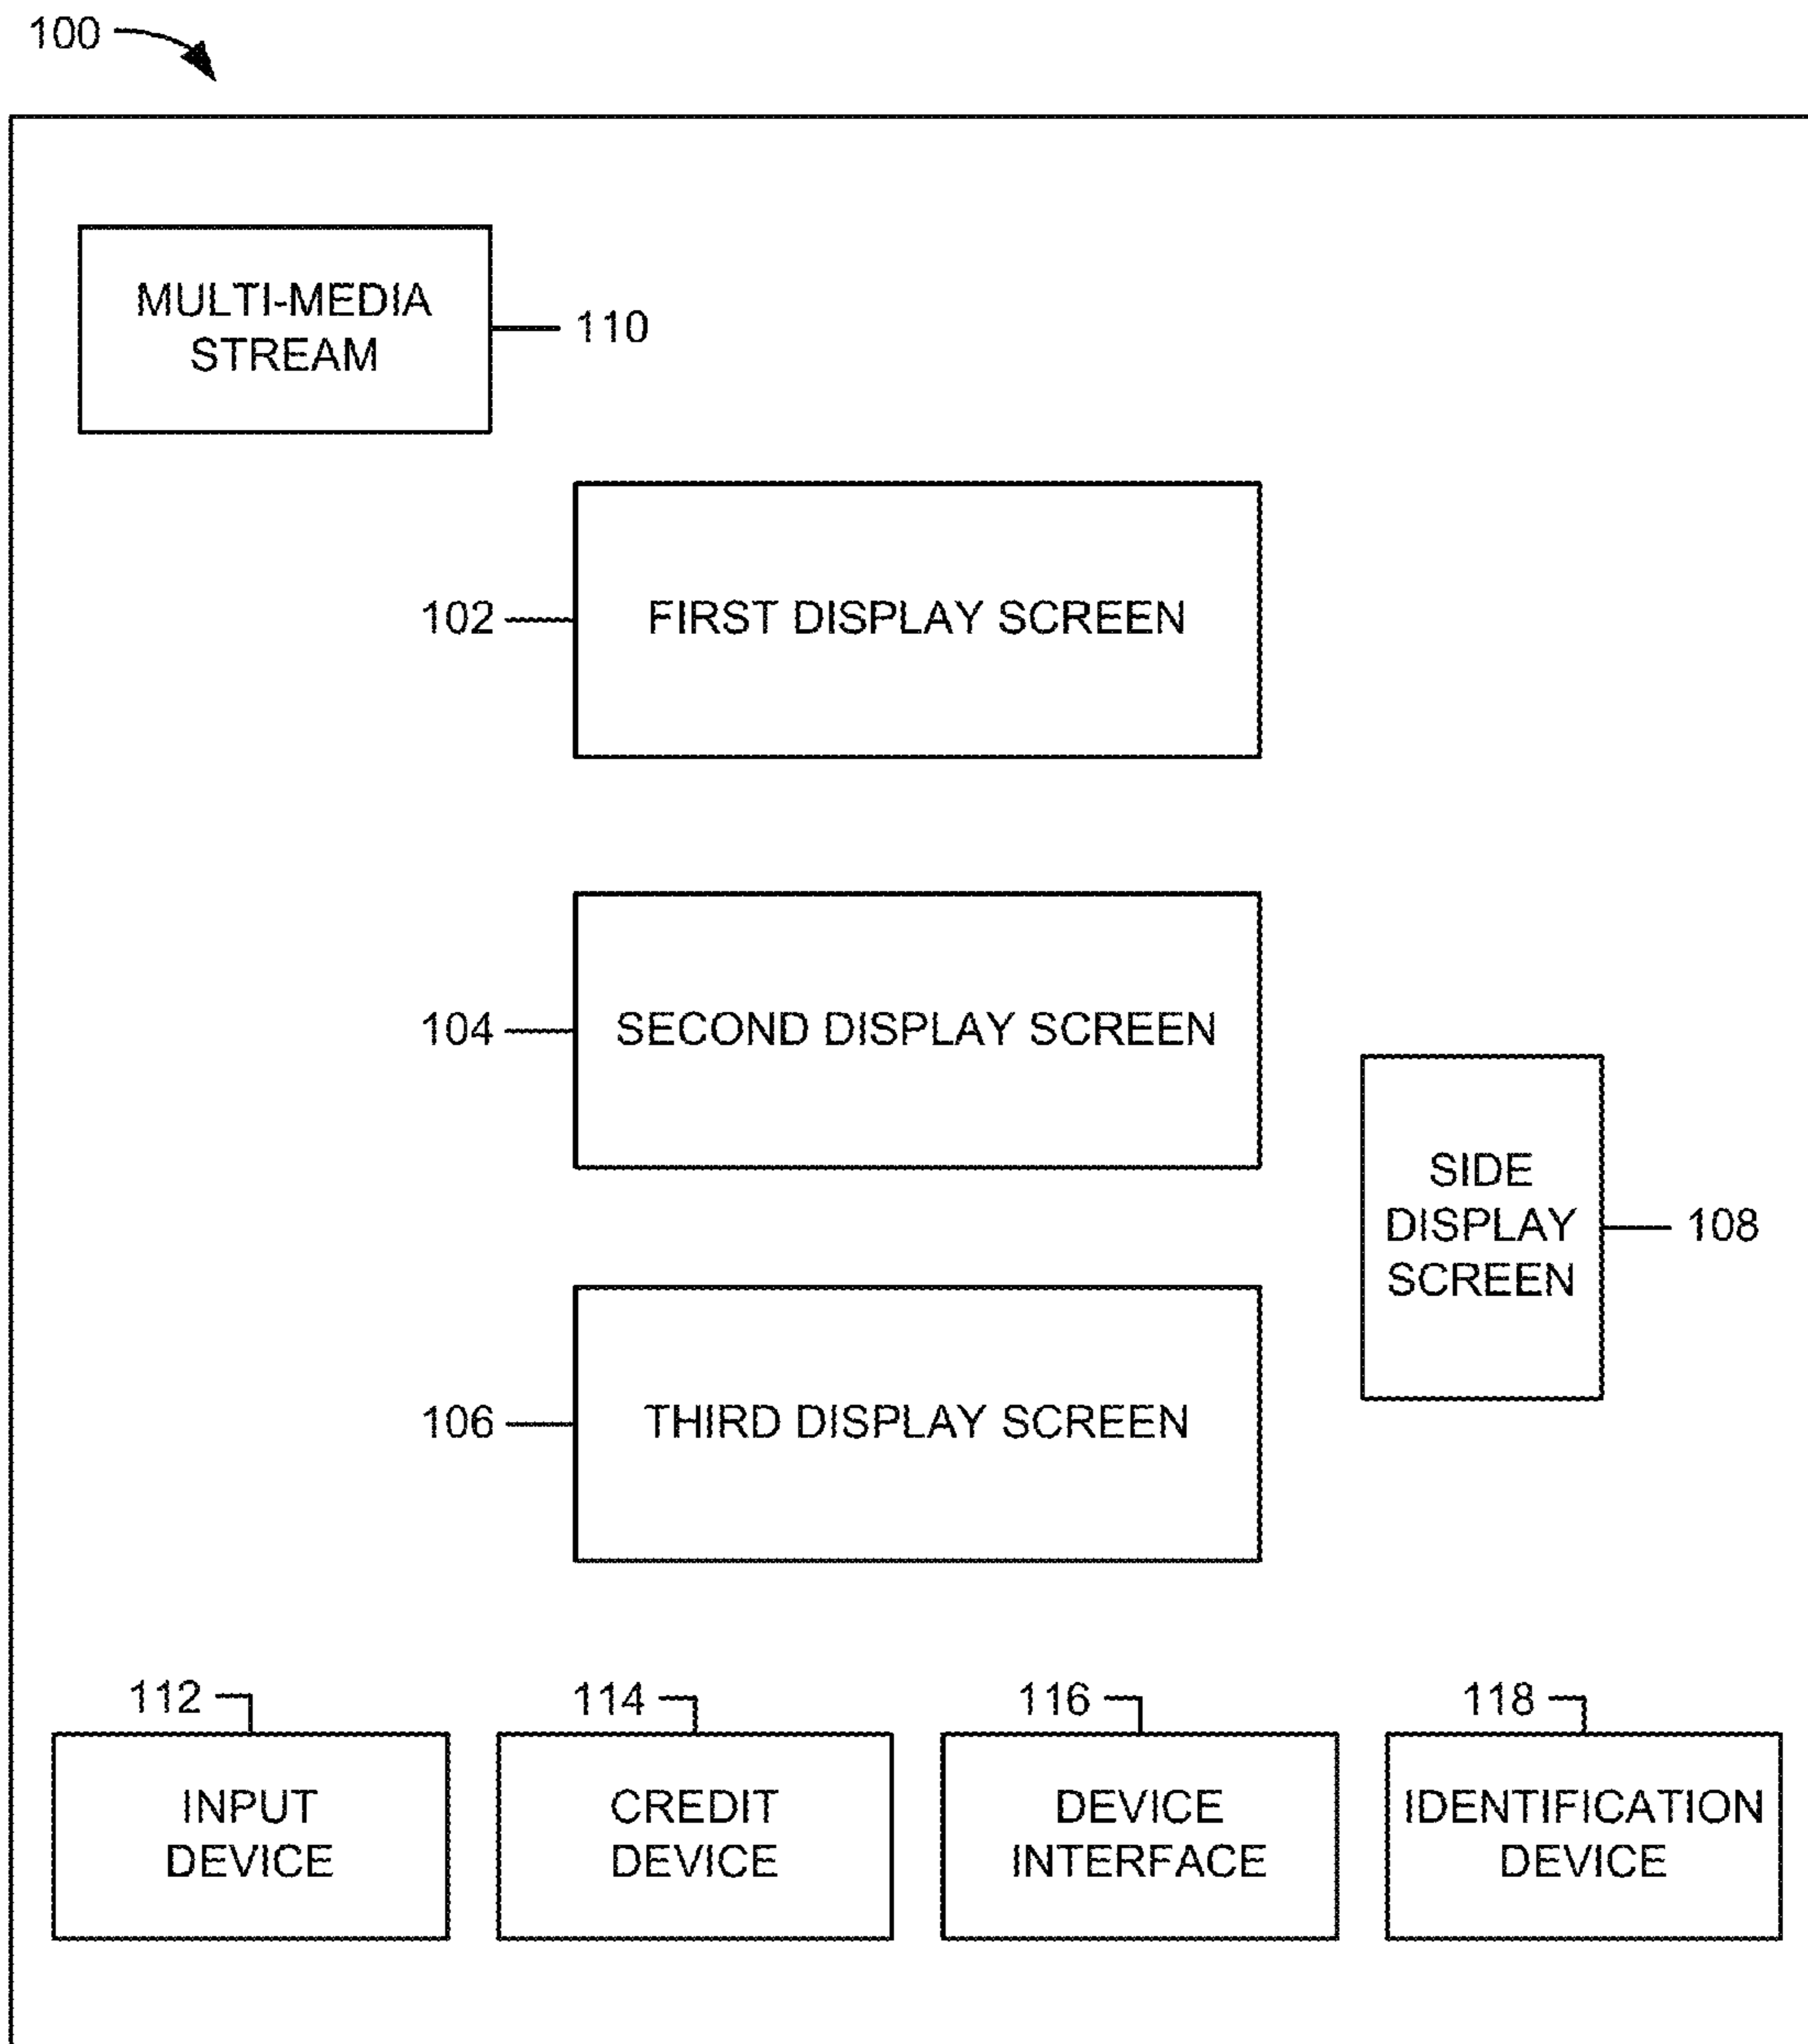 100
MULTI-MEDIA
STREAM
110
102
FIRST DISPLAY SCREEN
104
SECOND DISPLAY SCREEN
SIDE
DISPLAY
SCREEN
108
106
THIRD DISPLAY SCREEN
112
INPUT
DEVICE
114
CREDIT
DEVICE
116
DEVICE
INTERFACE
118
IDENTIFICATION
DEVICE